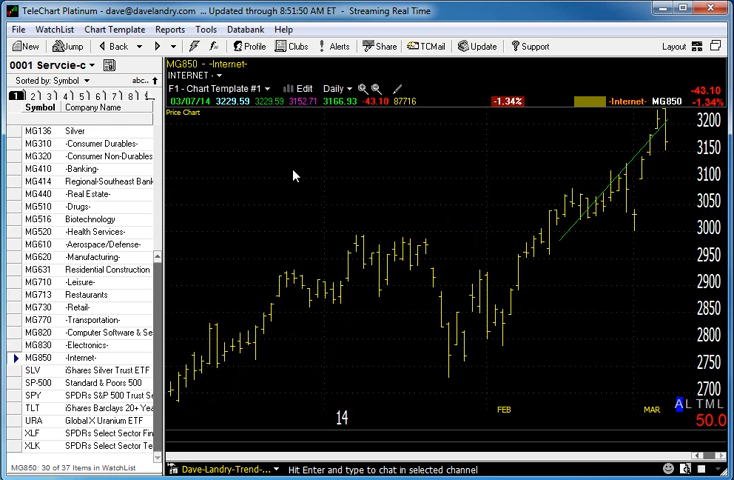 TeleChart Platinum - dave@davelandry.com ... Updated through 8:51:50 AM ET - Streaming Real Time
File WatchList Chart Template Reports Tools Databank Help
New Jump Back Edit Profile Clubs Alerts Share TCMail Update Support Layout
0001 Servcie-c
Sorted by: Symbol abc..
1 2 3 4 5 6 7 8
Symbol Company Name
MG136 Silver
MG310 -Consumer Durables-
MG320 -Consumer Non-Durables
MG410 -Banking-
MG414 Regional-Southeast Bank
MG440 -Real Estate-
MG510 -Drugs-
MG516 Biotechnology
MG520 -Health Services-
MG610 -Aerospace/Defense-
MG620 -Manufacturing-
MG631 Residential Construction
MG710 -Leisure-
MG713 Restaurants
MG730 -Retail-
MG770 -Transportation-
MG820 -Computer Software & Se
MG830 -Electronics-
MG850 -Internet-
SLV iShares Silver Trust ETF
SP-500 Standard & Poors 500
SPY SPDRs S&P 500 Trust Se
TLT iShares Barclays 20+ Yea
URA Global X Uranium ETF
XLF SPDRs Select Sector Fin
XLK SPDRs Select Sector Te
MG850: 30 of 37 Items in WatchList
MG850 - -Internet-
INTERNET -
F1 - Chart Template #1 Edit Daily
03/07/14 3229.59 3229.59 3152.71 3166.93 -43.10 87716 -1.34% -Internet- MG850
-43.10
-1.34%
Price Chart
3200
3150
3100
3050
3000
2950
2900
2850
2800
2750
2700
14 FEB MAR
A L T M L
50.0
Dave-Landry-Trend-... Hit Enter and type to chat in selected channel